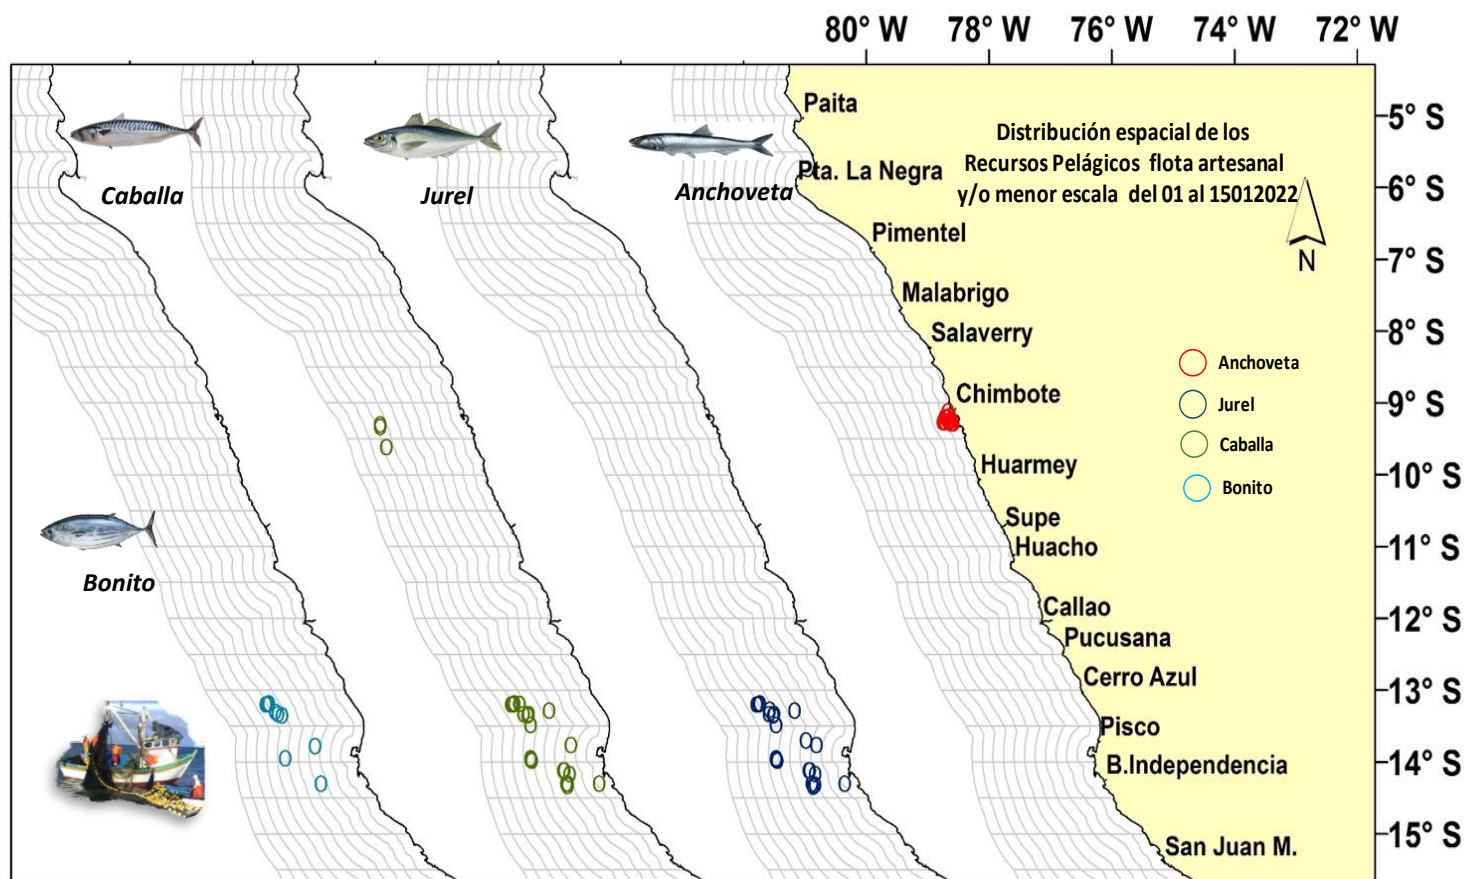 80° W 78° W 76° W 74° W 72° W
Paita
5° S
Distribución espacial de los
Recursos Pelágicos flota artesanal
y/o menor escala del 01 al 15012022
Caballa
Jurel
Anchoveta
Pta. La Negra
6° S
N
Pimentel
7° S
Malabrigo
Salaverry
8° S
Anchoveta
Jurel
Caballa
Bonito
Chimbote
9° S
Huarmey
10° S
Supe
Huacho
11° S
Bonito
Callao
12° S
Pucusana
Cerro Azul
13° S
Pisco
14° S
B.Independencia
15° S
San Juan M.